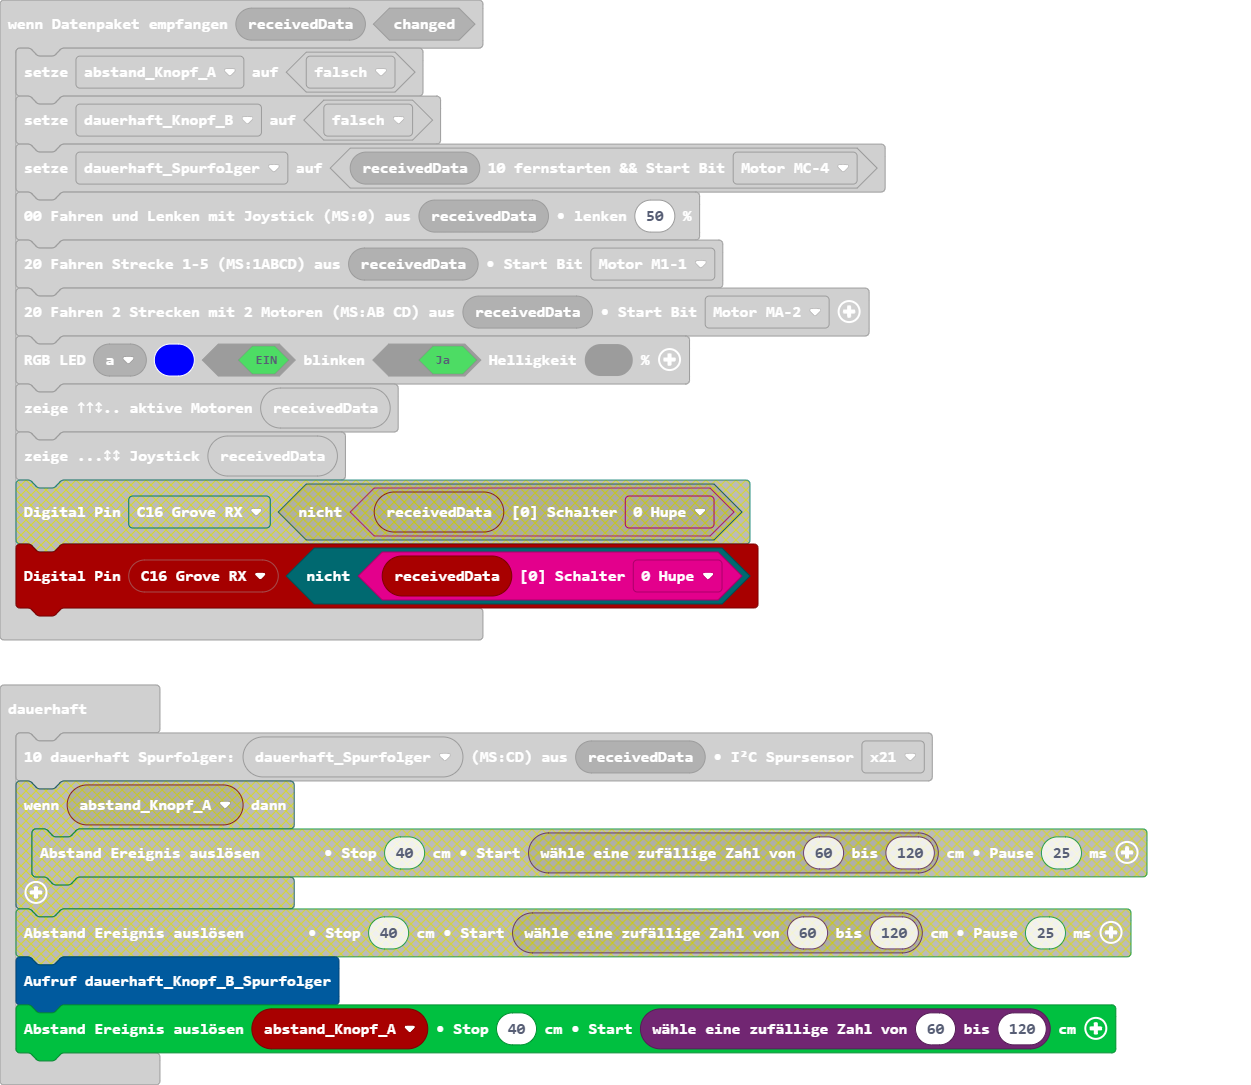 wenn Datenpaket empfangen receivedData changed
setze abstand_Knopf_A auf falsch
setze dauerhaft_Knopf_B auf falsch
setze dauerhaft_Spurfolger auf receivedData 10 fernstarten && Start Bit Motor MC-4
00 Fahren und Lenken mit Joystick (MS:0) aus receivedData • lenken 50 %
20 Fahren Strecke 1-5 (MS:1ABCD) aus receivedData • Start Bit Motor M1-1
20 Fahren 2 Strecken mit 2 Motoren (MS:AB CD) aus receivedData • Start Bit Motor MA-2
RGB LED a EIN blinken Ja Helligkeit %
zeige ↑↑↕.. aktive Motoren receivedData
zeige ...↕↕ Joystick receivedData
Digital Pin C16 Grove RX nicht receivedData [0] Schalter 0 Hupe
Digital Pin C16 Grove RX nicht receivedData [0] Schalter 0 Hupe
dauerhaft
10 dauerhaft Spurfolger: dauerhaft_Spurfolger (MS:CD) aus receivedData • I²C Spursensor x21
wenn abstand_Knopf_A dann
Abstand Ereignis auslösen • Stop 40 cm • Start wähle eine zufällige Zahl von 60 bis 120 cm • Pause 25 ms
Abstand Ereignis auslösen • Stop 40 cm • Start wähle eine zufällige Zahl von 60 bis 120 cm • Pause 25 ms
Aufruf dauerhaft_Knopf_B_Spurfolger
Abstand Ereignis auslösen abstand_Knopf_A • Stop 40 cm • Start wähle eine zufällige Zahl von 60 bis 120 cm